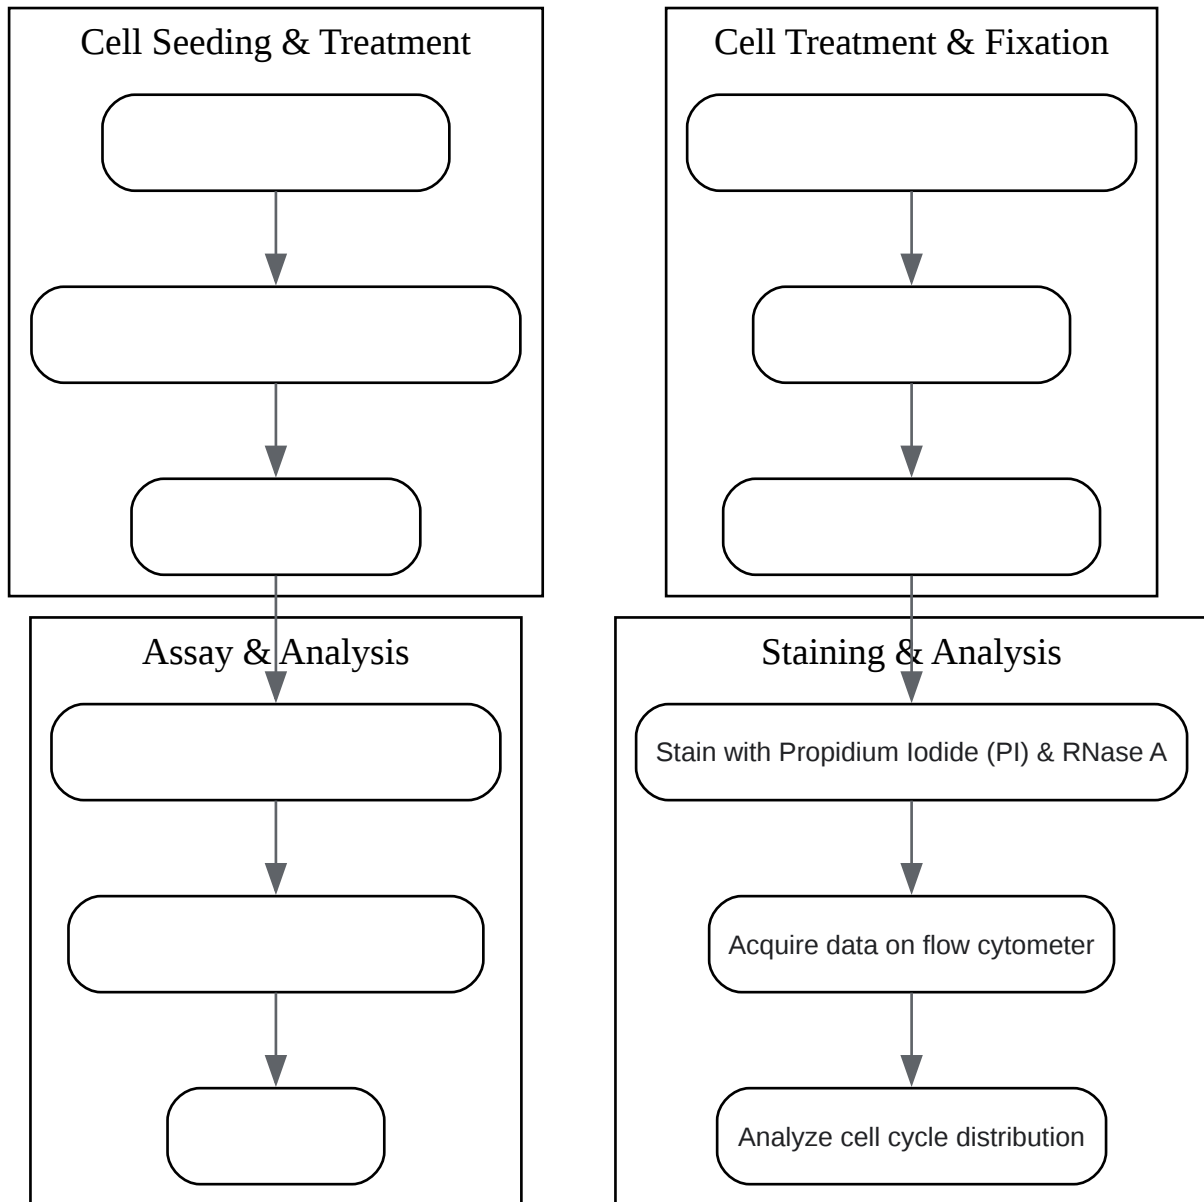 Cell Seeding & Treatment
Cell Treatment & Fixation
Assay & Analysis
Staining & Analysis
Stain with Propidium Iodide (PI) & RNase A
Acquire data on flow cytometer
Analyze cell cycle distribution